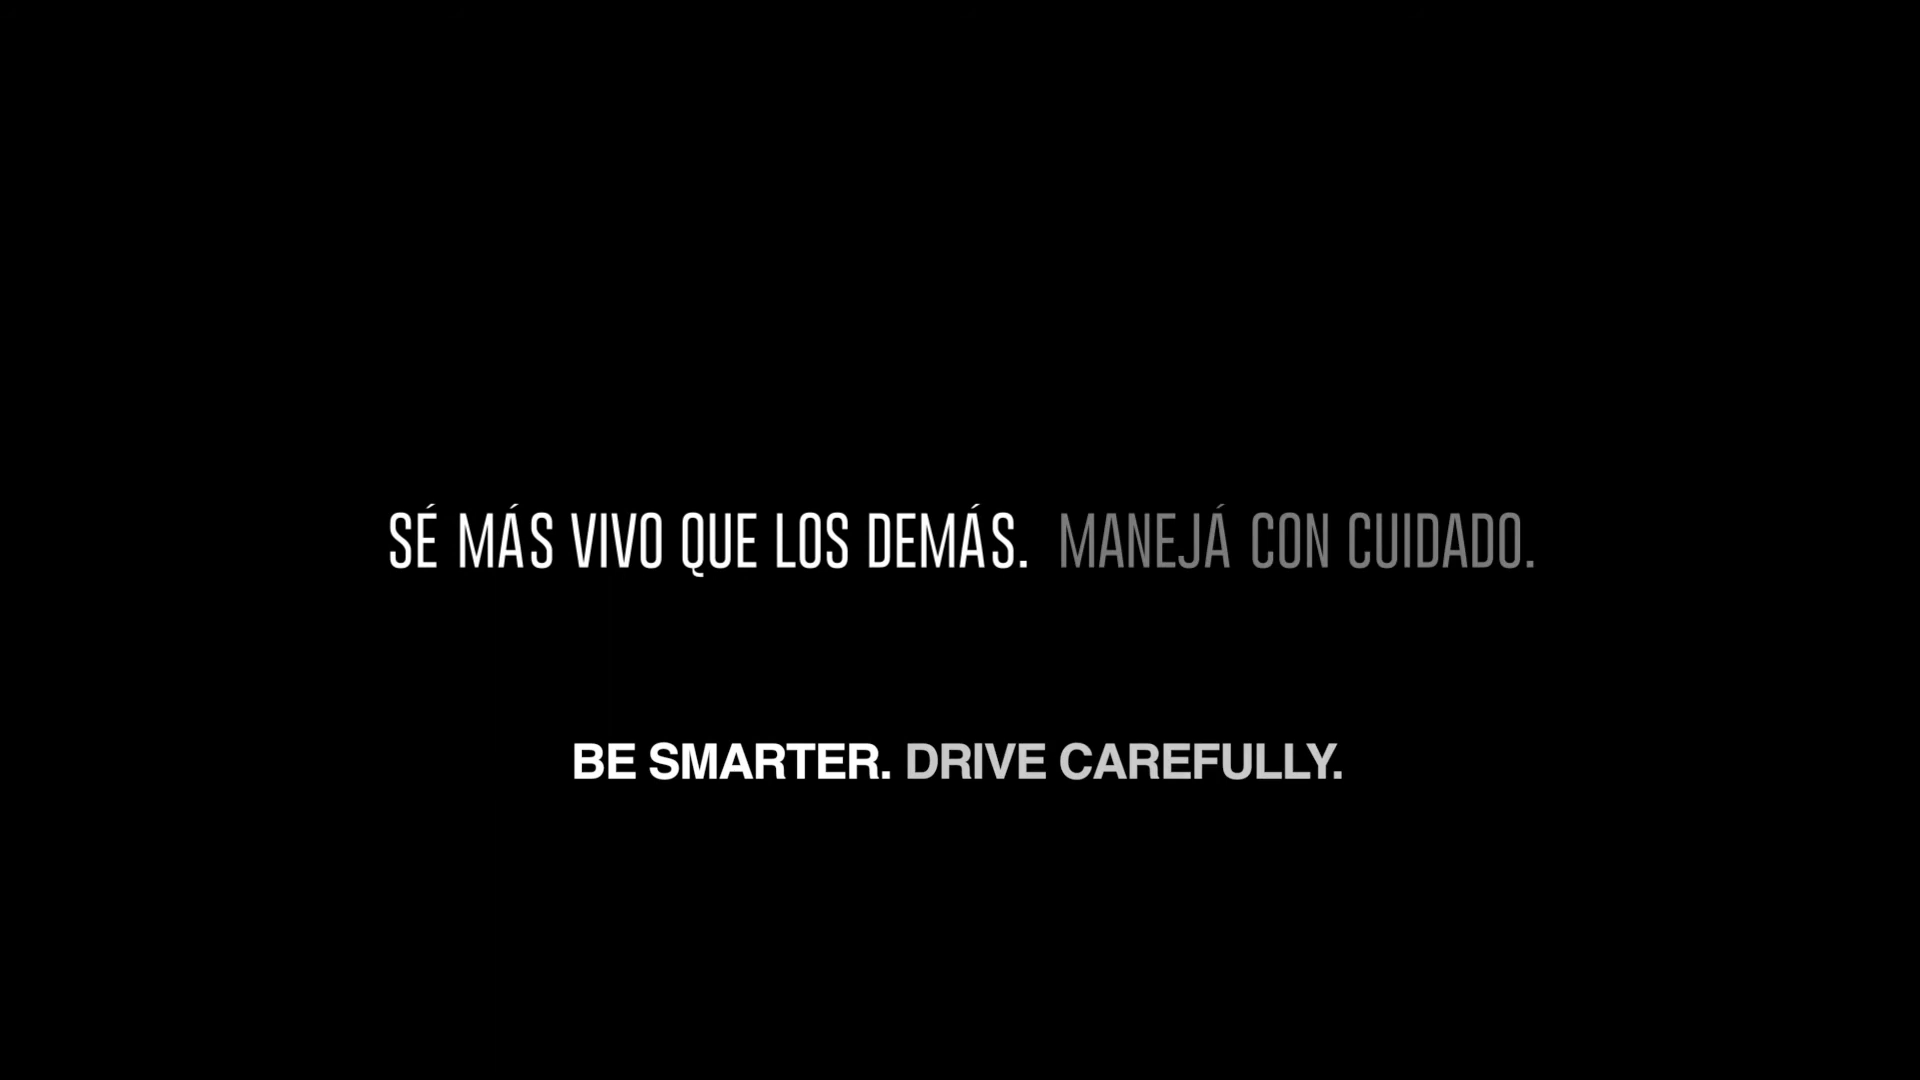 SÉ MÁS VIVO QUE LOS DEMÁS. MANEJÁ CON CUIDADO.
BE SMARTER. DRIVE CAREFULLY.